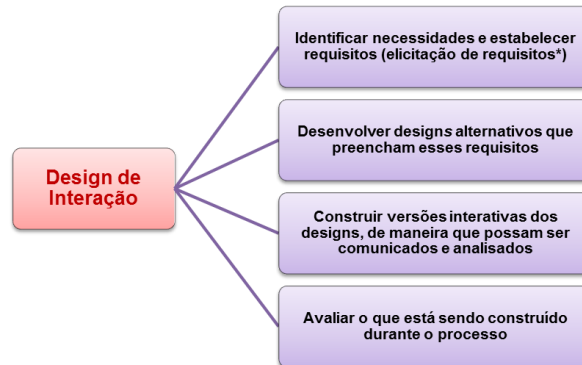 Identificar necessidades e estabelecer
requisitos (elicitação de requisitos*)
Desenvolver designs alternativos que
preencham esses requisitos
Design de
Interação
Construir versões interativas dos
designs, de maneira que possam ser
comunicados e analisados
Avaliar o que está sendo construído
durante o processo